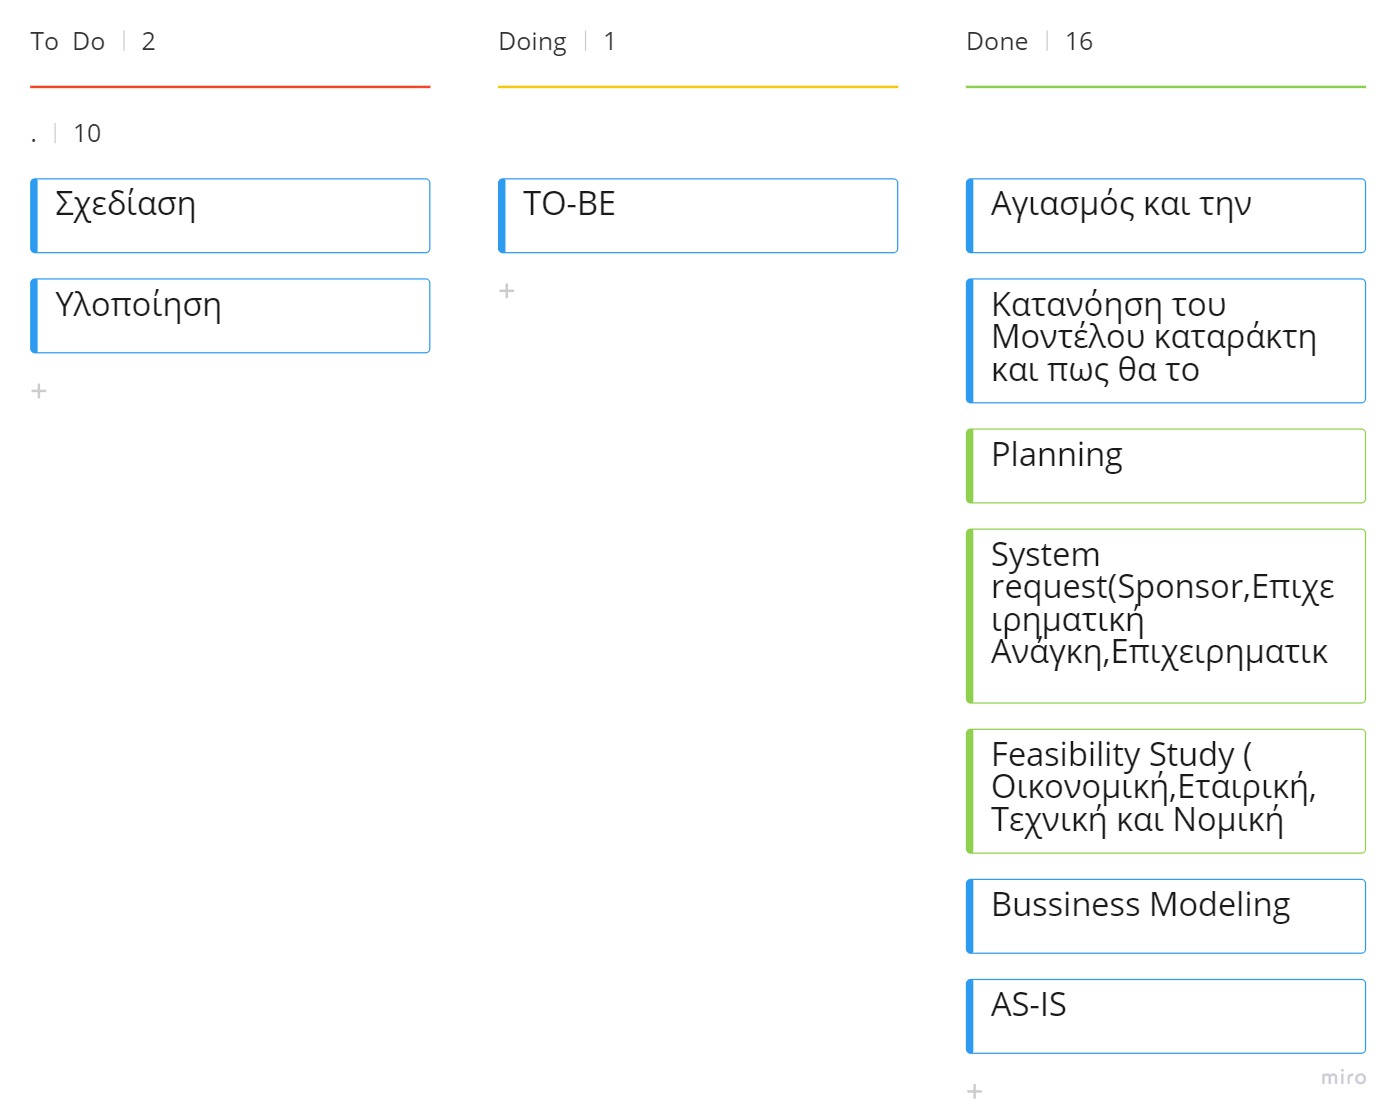 To Do | 2
Doing | 1
Done | 16
. | 10
Σχεδίαση
Υλοποίηση
+
TO-BE
+
Αγιασμός και την
Κατανόηση του
Μοντέλου καταράκτη
και πως θα το
Planning
System
request(Sponsor,Επιχε
ιρηματική
Ανάγκη,Επιχειρηματικ
Feasibility Study (
Οικονομική,Εταιρική,
Τεχνική και Νομική
Bussiness Modeling
AS-IS
+
miro